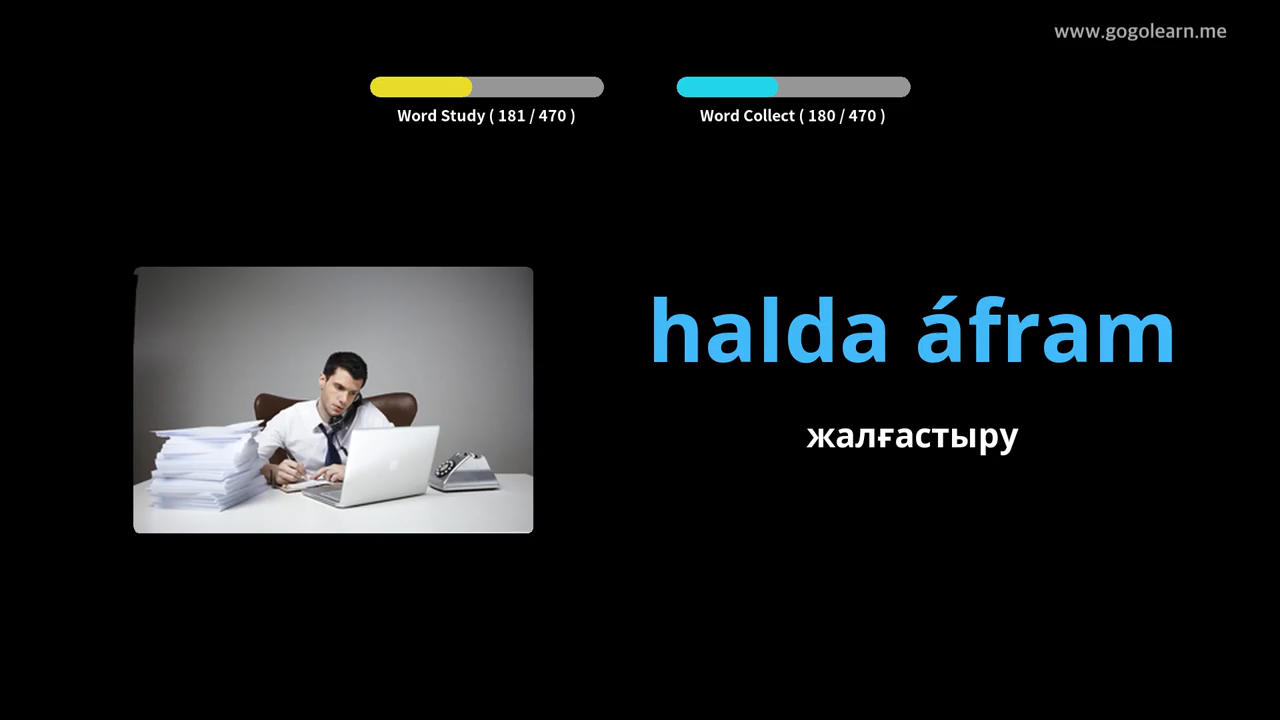 www.gogolearn.me
Word Study ( 181 / 470 )
Word Collect ( 180 / 470 )
halda áfram
жалғастыру